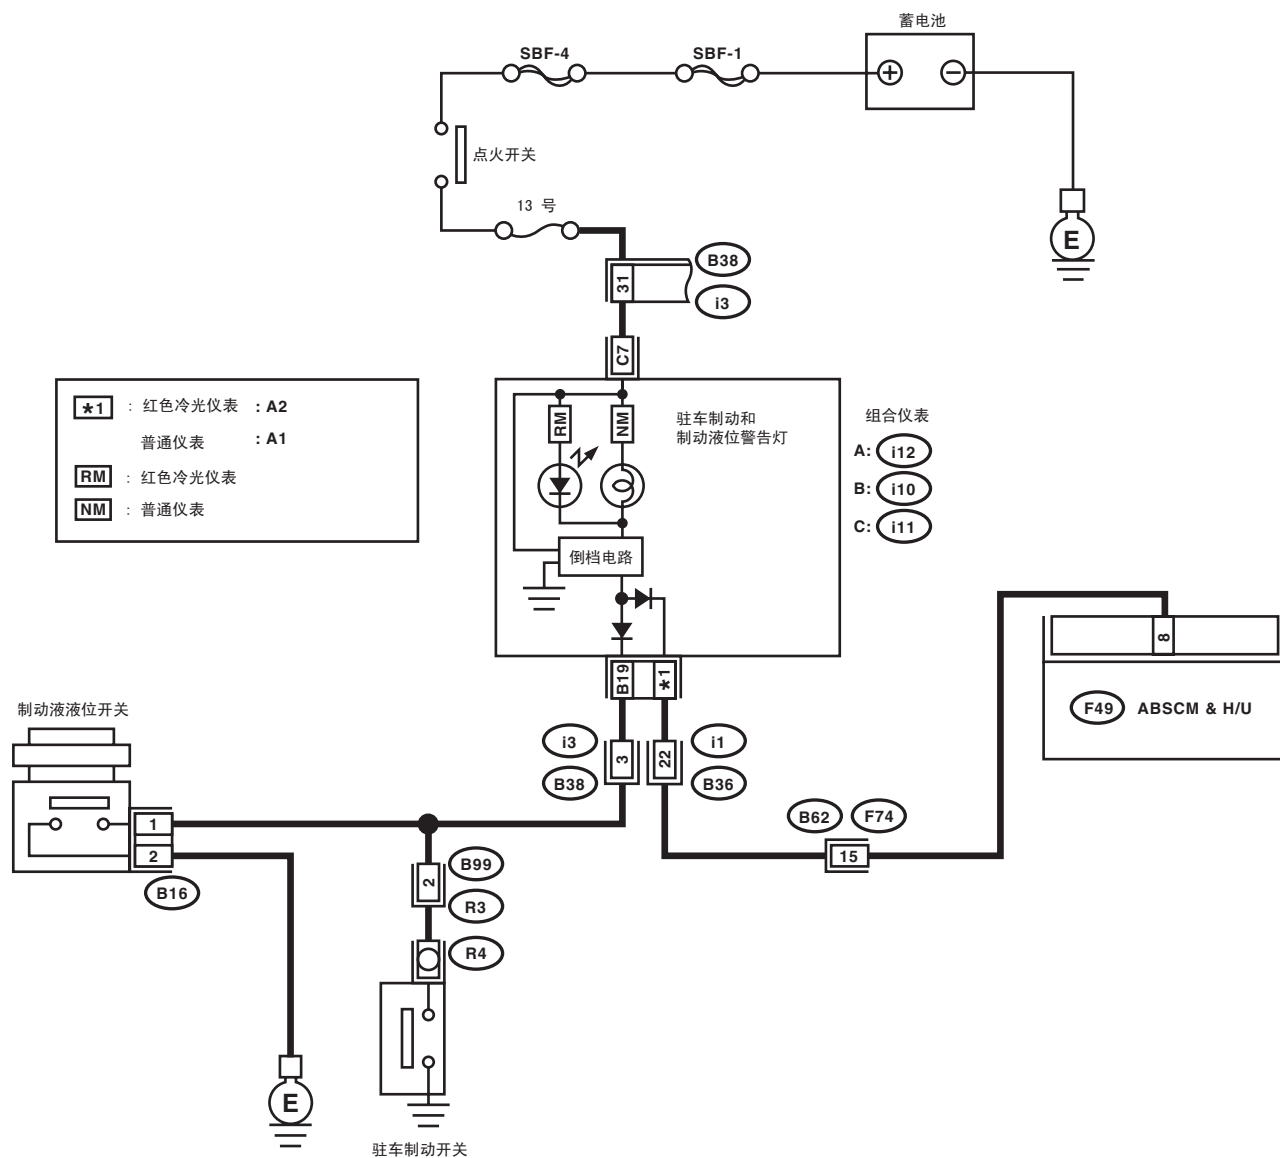 蓄电池
SBF-4
SBF-1
点火开关
13 号
E
B38
31
i3
C7
*1 : 红色冷光仪表 : A2
普通仪表 : A1
RM : 红色冷光仪表
NM : 普通仪表
RM
NM
驻车制动和
制动液位警告灯
组合仪表
A: i12
B: i10
C: i11
倒档电路
8
B19
*1
F49 ABSCM & H/U
制动液液位开关
i3
3
22
i1
B38
B36
B62
F74
1
2
15
B16
2
B99
R3
R4
E
驻车制动开关